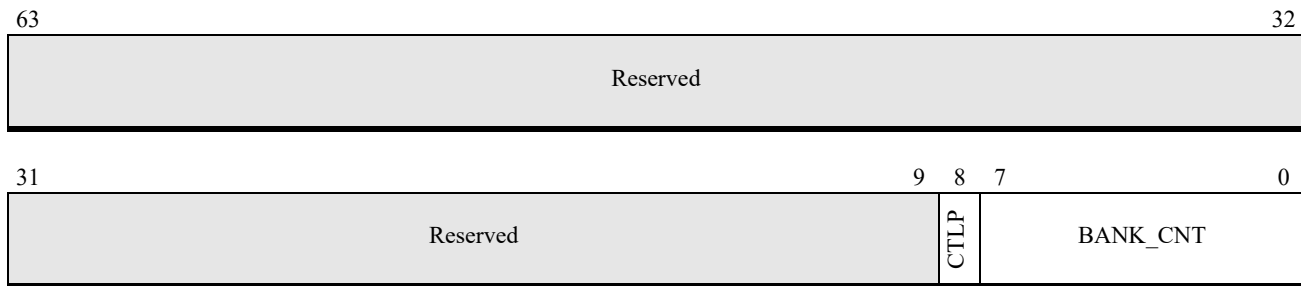 63 32
Reserved
31 9 8 7 0
Reserved CTLP BANK_CNT